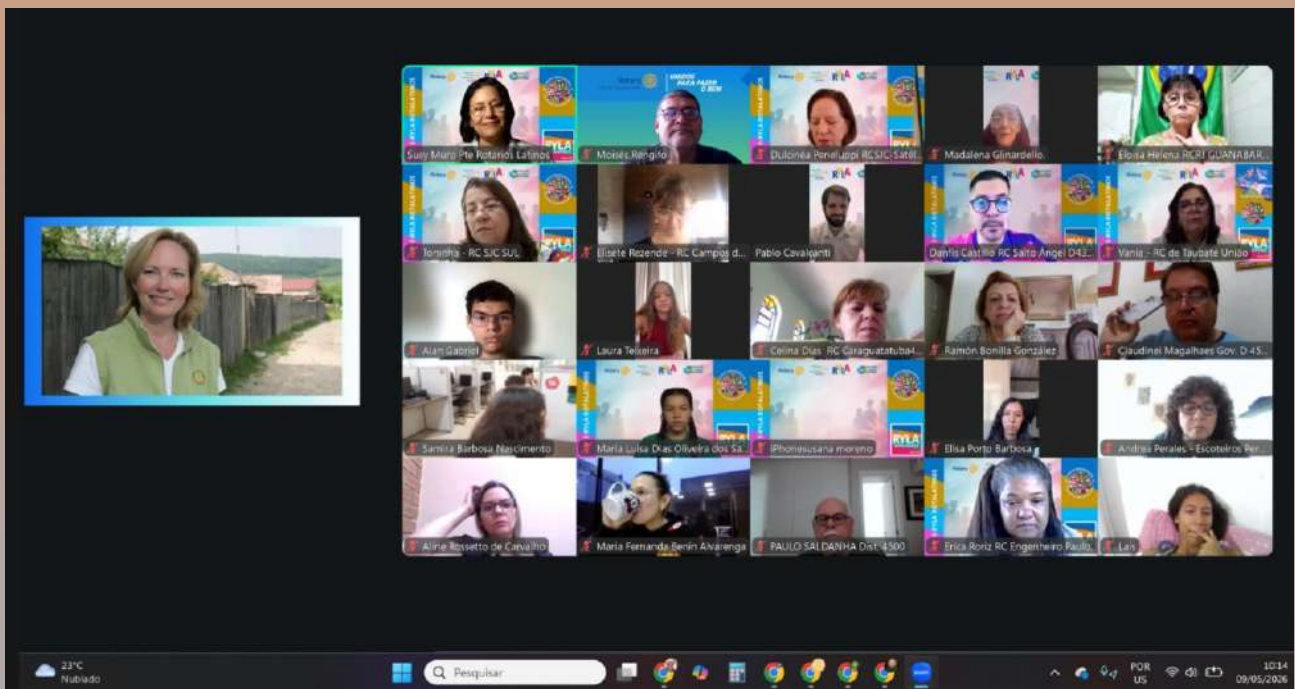 Susy Muro Pte Rotarios Latinos
Rotary
UNIDOS
PARA FAZER
O BEM
Moisés Rengifo
Dulcinéa Peneluppi RCSJC-Satél...
Madalena Glinardello.
Eloisa Helena RCRJ GUANABAR...
Toninha - RC SJC SUL
Elisete Rezende - RC Campos d...
Pablo Cavalcanti
Danfis Castillo RC Salto Ángel D43...
Vania - RC de Taubaté União
Alan Gabriel
Laura Teixeira
Celina Dias RC Caraguatatuba4...
Ramón Bonilla González
Claudinei Magalhaes Gov. D 45...
Samira Barbosa Nascimento
Maria Luisa Dias Oliveira dos Sa...
iPhonesusana moreno
RYLA
Elisa Porto Barbosa
Andrea Perales - Escoteiros Per...
Aline Rossetto de Carvalho
Maria Fernanda Benin Alvarenga
PAULO SALDANHA Dist. 4500
Erica Roriz RC Engenheiro Paulo...
Lais
23°C
Nublado
Pesquisar
POR
US
10:14
09/05/2026